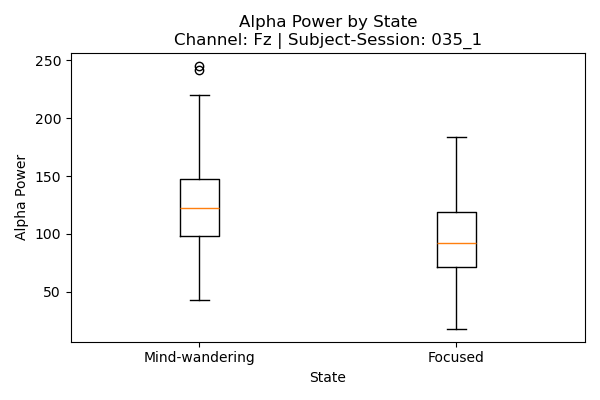 Alpha Power by State
Channel: Fz | Subject-Session: 035_1
250
200
150
100
50
Alpha Power
Mind-wandering
Focused
State